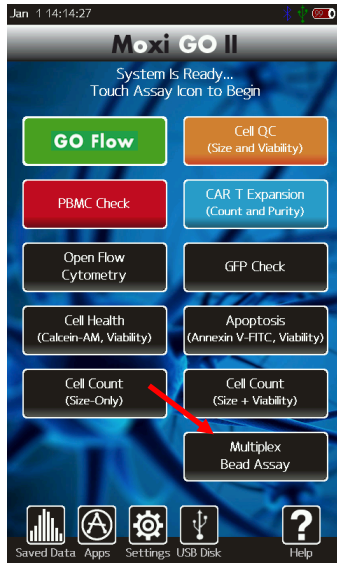 Jan 1 14:14:27
99
Moxi GO II
System Is Ready...
Touch Assay Icon to Begin
GO Flow
Cell QC
(Size and Viability)
PBMC Check
CAR T Expansion
(Count and Purity)
Open Flow
Cytometry
GFP Check
Cell Health
(Calcein-AM, Viability)
Apoptosis
(Annexin V-FITC, Viability)
Cell Count
(Size-Only)
Cell Count
(Size + Viability)
Multiplex
Bead Assay
?
Saved Data Apps Settings USB Disk Help